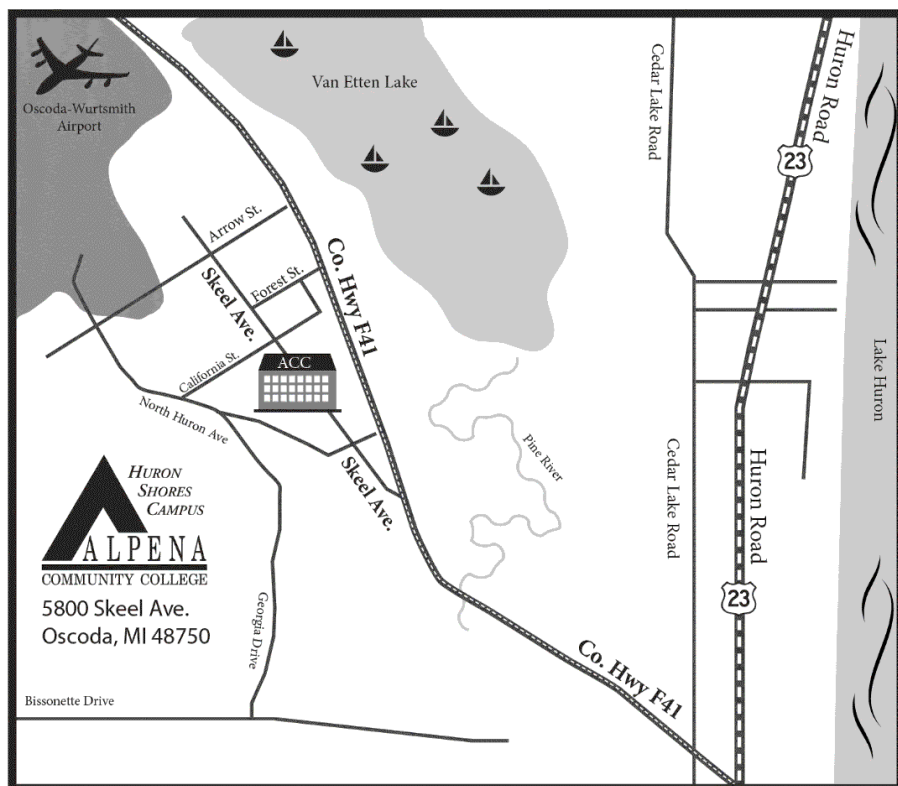 Oscoda-Wurtsmith
Airport
Van Etten Lake
Cedar Lake Road
Huron Road
23
Arrow St.
Skeel Ave.
Forest St.
Co. Hwy F41
California St.
ACC
North Huron Ave
Skeel Ave.
Pine River
Lake Huron
Cedar Lake Road
Huron Road
23
HURON
SHORES
CAMPUS
ALPENA
COMMUNITY COLLEGE
5800 Skeel Ave.
Oscoda, MI 48750
Georgia Drive
Co. Hwy F41
Bissonette Drive